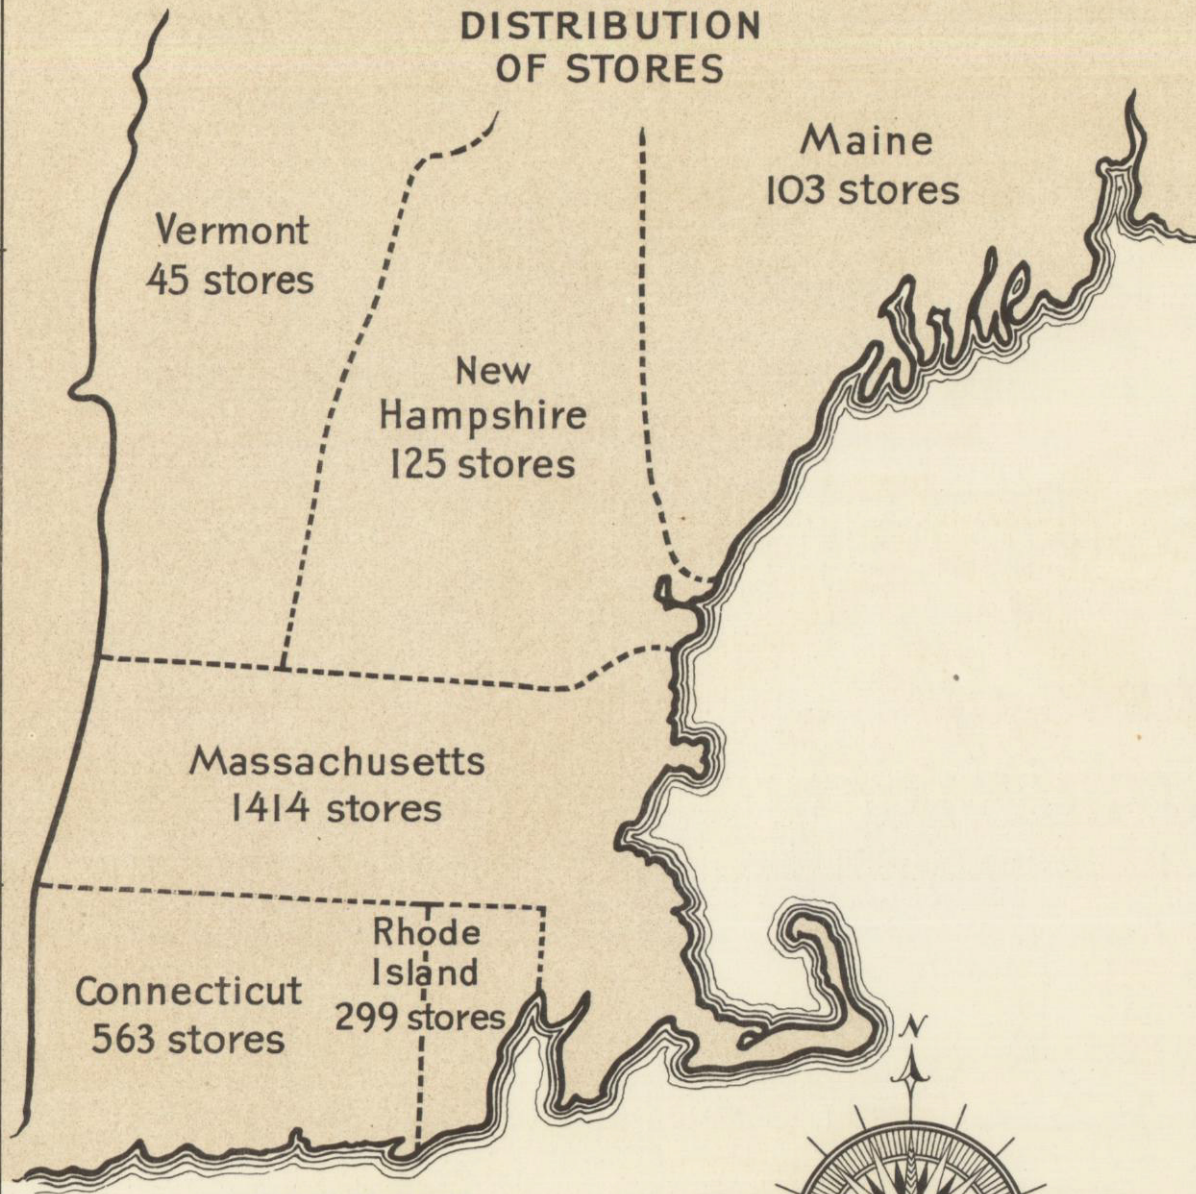 DISTRIBUTION
OF STORES
Maine
103 stores
Vermont
45 stores
New
Hampshire
125 stores
Massachusetts
1414 stores
Rhode
Island
299 stores
Connecticut
563 stores
N